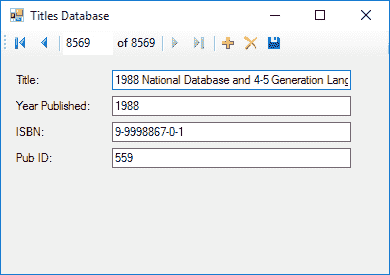 Titles Database
8569 of 8569
Title: 1988 National Database and 4-5 Generation Lang
Year Published: 1988
ISBN: 9-9998867-0-1
Pub ID: 559